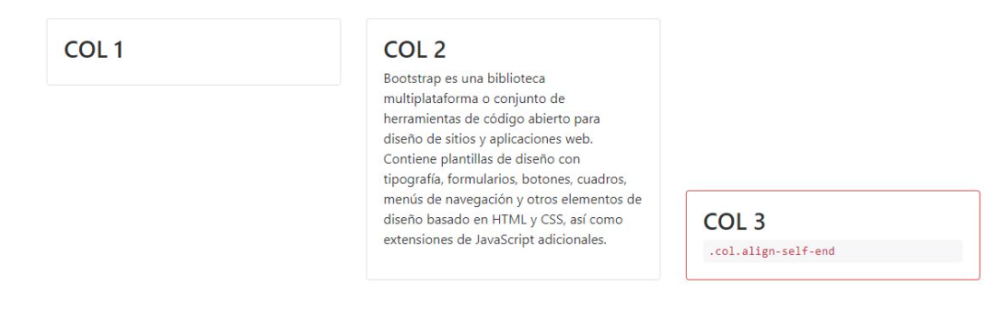 COL 1
COL 2
Bootstrap es una biblioteca
multiplataforma o conjunto de
herramientas de código abierto para
diseño de sitios y aplicaciones web.
Contiene plantillas de diseño con
tipografía, formularios, botones, cuadros,
menús de navegación y otros elementos de
diseño basado en HTML y CSS, así como
extensiones de JavaScript adicionales.
COL 3
.col.align-self-end